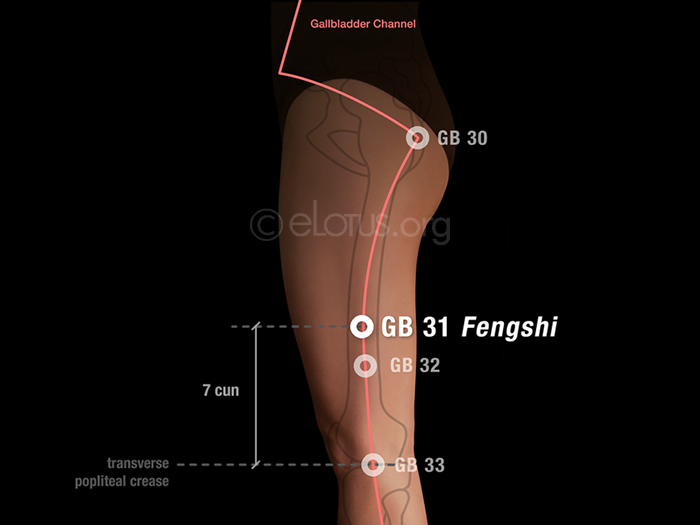 Gallbladder Channel
GB 30
© eLotus.org
GB 31 Fengshi
GB 32
7 cun
transverse
popliteal crease
GB 33